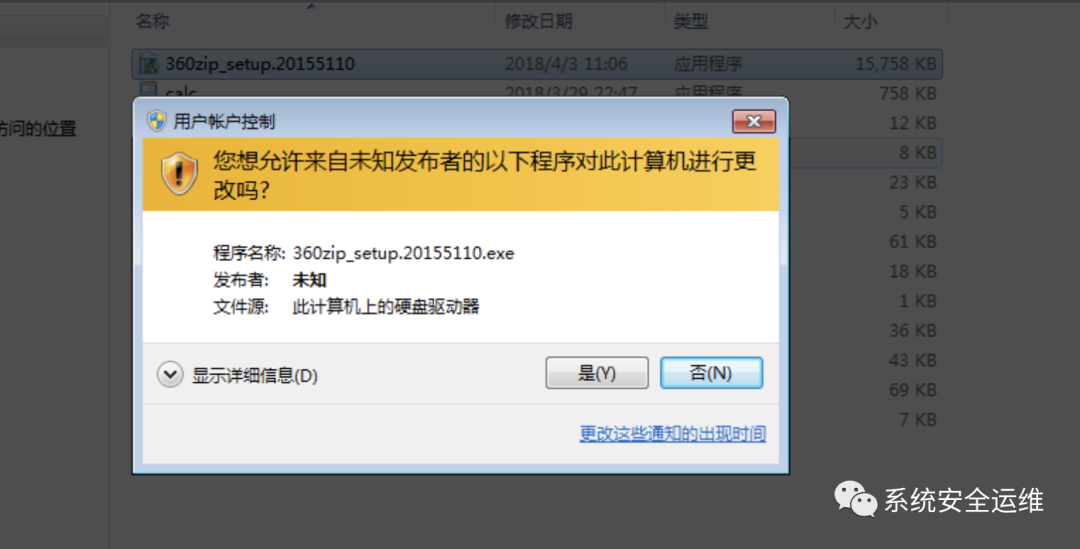 名称 修改日期 类型 大小
360zip_setup.20155110 2018/4/3 11:06 应用程序 15,758 KB
calc 2018/3/29 22:47 应用程序 758 KB
用户帐户控制
访问的位置
12 KB
您想允许来自未知发布者的以下程序对此计算机进行更
改吗?
8 KB
23 KB
5 KB
61 KB
程序名称: 360zip_setup.20155110.exe
发布者: 未知
18 KB
文件源: 此计算机上的硬盘驱动器
1 KB
36 KB
43 KB
显示详细信息(D) 是(Y) 否(N)
69 KB
7 KB
更改这些通知的出现时间
系统安全运维